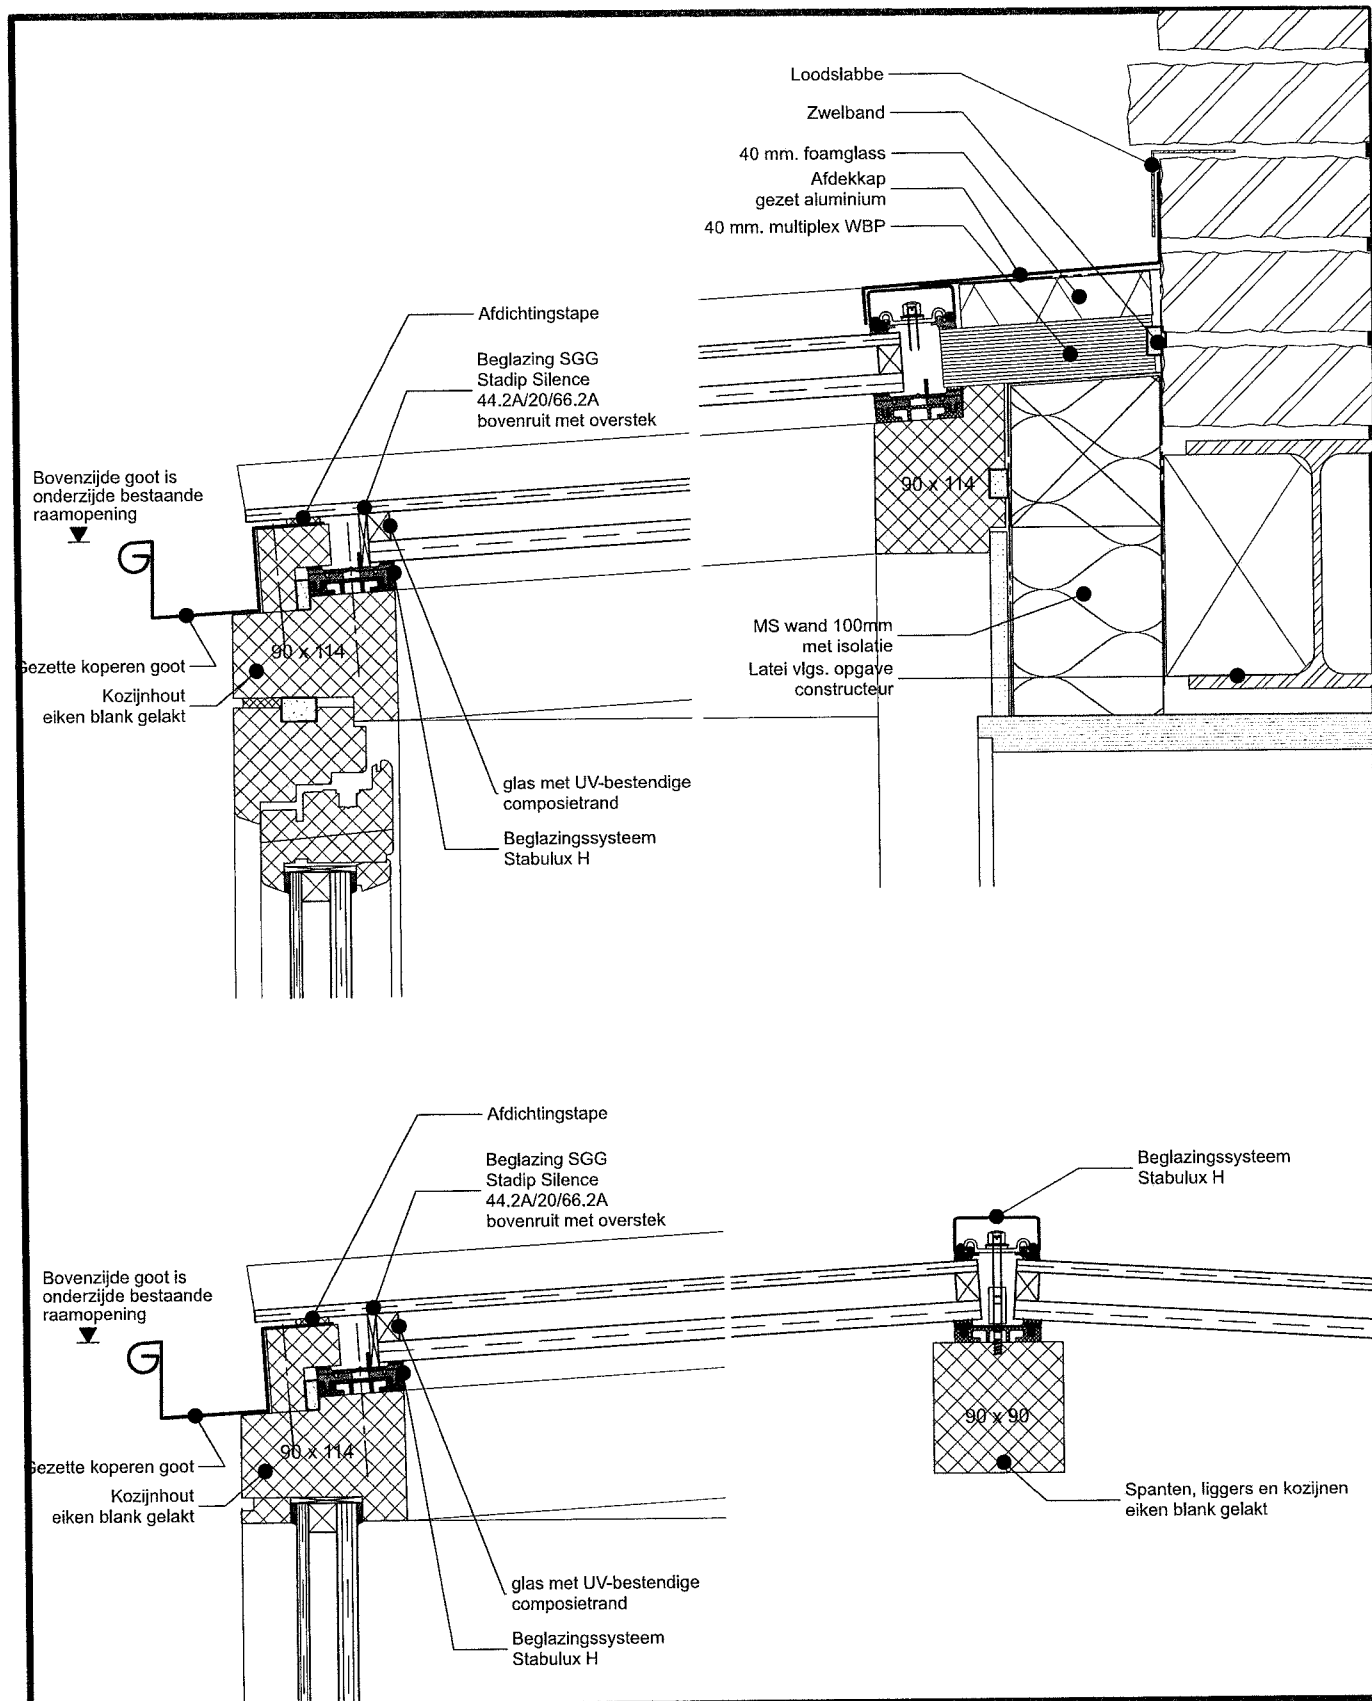 Loodslabbe
Zwelband
40 mm. foamglass
Afdekkap
gezet aluminium
40 mm. multiplex WBP
Afdichtingstape
Beglazing SGG
Stadip Silence
44.2A/20/66.2A
bovenruit met overstek
Bovenzijde goot is
onderzijde bestaande
raamopening
90 x 114
90 x 114
MS wand 100mm
met isolatie
Latei vlgs. opgave
constructeur
Gezette koperen goot
Kozijnhout
eiken blank gelakt
glas met UV-bestendige
composietrand
Beglazingssysteem
Stabulux H
Afdichtingstape
Beglazing SGG
Stadip Silence
44.2A/20/66.2A
bovenruit met overstek
Beglazingssysteem
Stabulux H
Bovenzijde goot is
onderzijde bestaande
raamopening
90 x 114
90 x 90
Gezette koperen goot
Kozijnhout
eiken blank gelakt
Spanten, liggers en kozijnen
eiken blank gelakt
glas met UV-bestendige
composietrand
Beglazingssysteem
Stabulux H